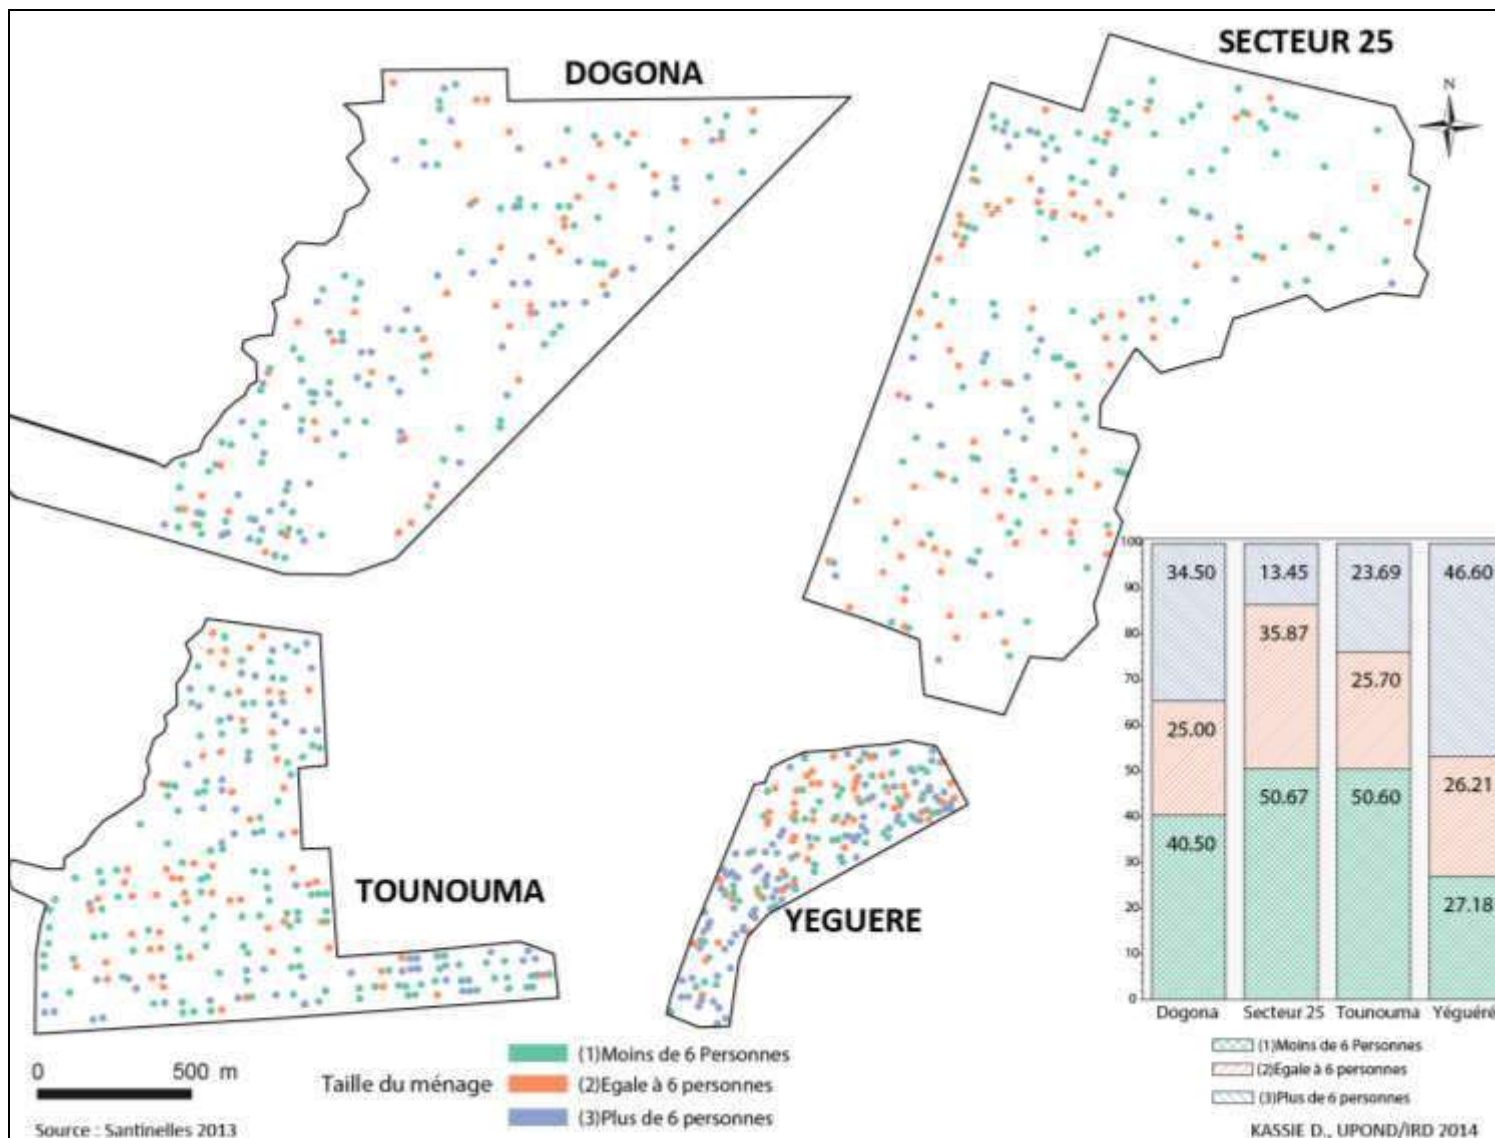 DOGONA
SECTEUR 25
N
TOUNOUMA
YEGUERE
100
90
80
70
60
50
40
30
20
10
0
34.50
13.45
23.69
46.60
25.00
35.87
25.70
26.21
40.50
50.67
50.60
27.18
Dogona
Secteur 25
Tounouma
Yéguéré
(1)Moins de 6 Personnes
(2)Egale à 6 personnes
(3)Plus de 6 personnes
0 500 m
Taille du ménage
(1)Moins de 6 Personnes
(2)Egale à 6 personnes
(3)Plus de 6 personnes
Source : Santinelles 2013
KASSIE D., UPOND/IRD 2014